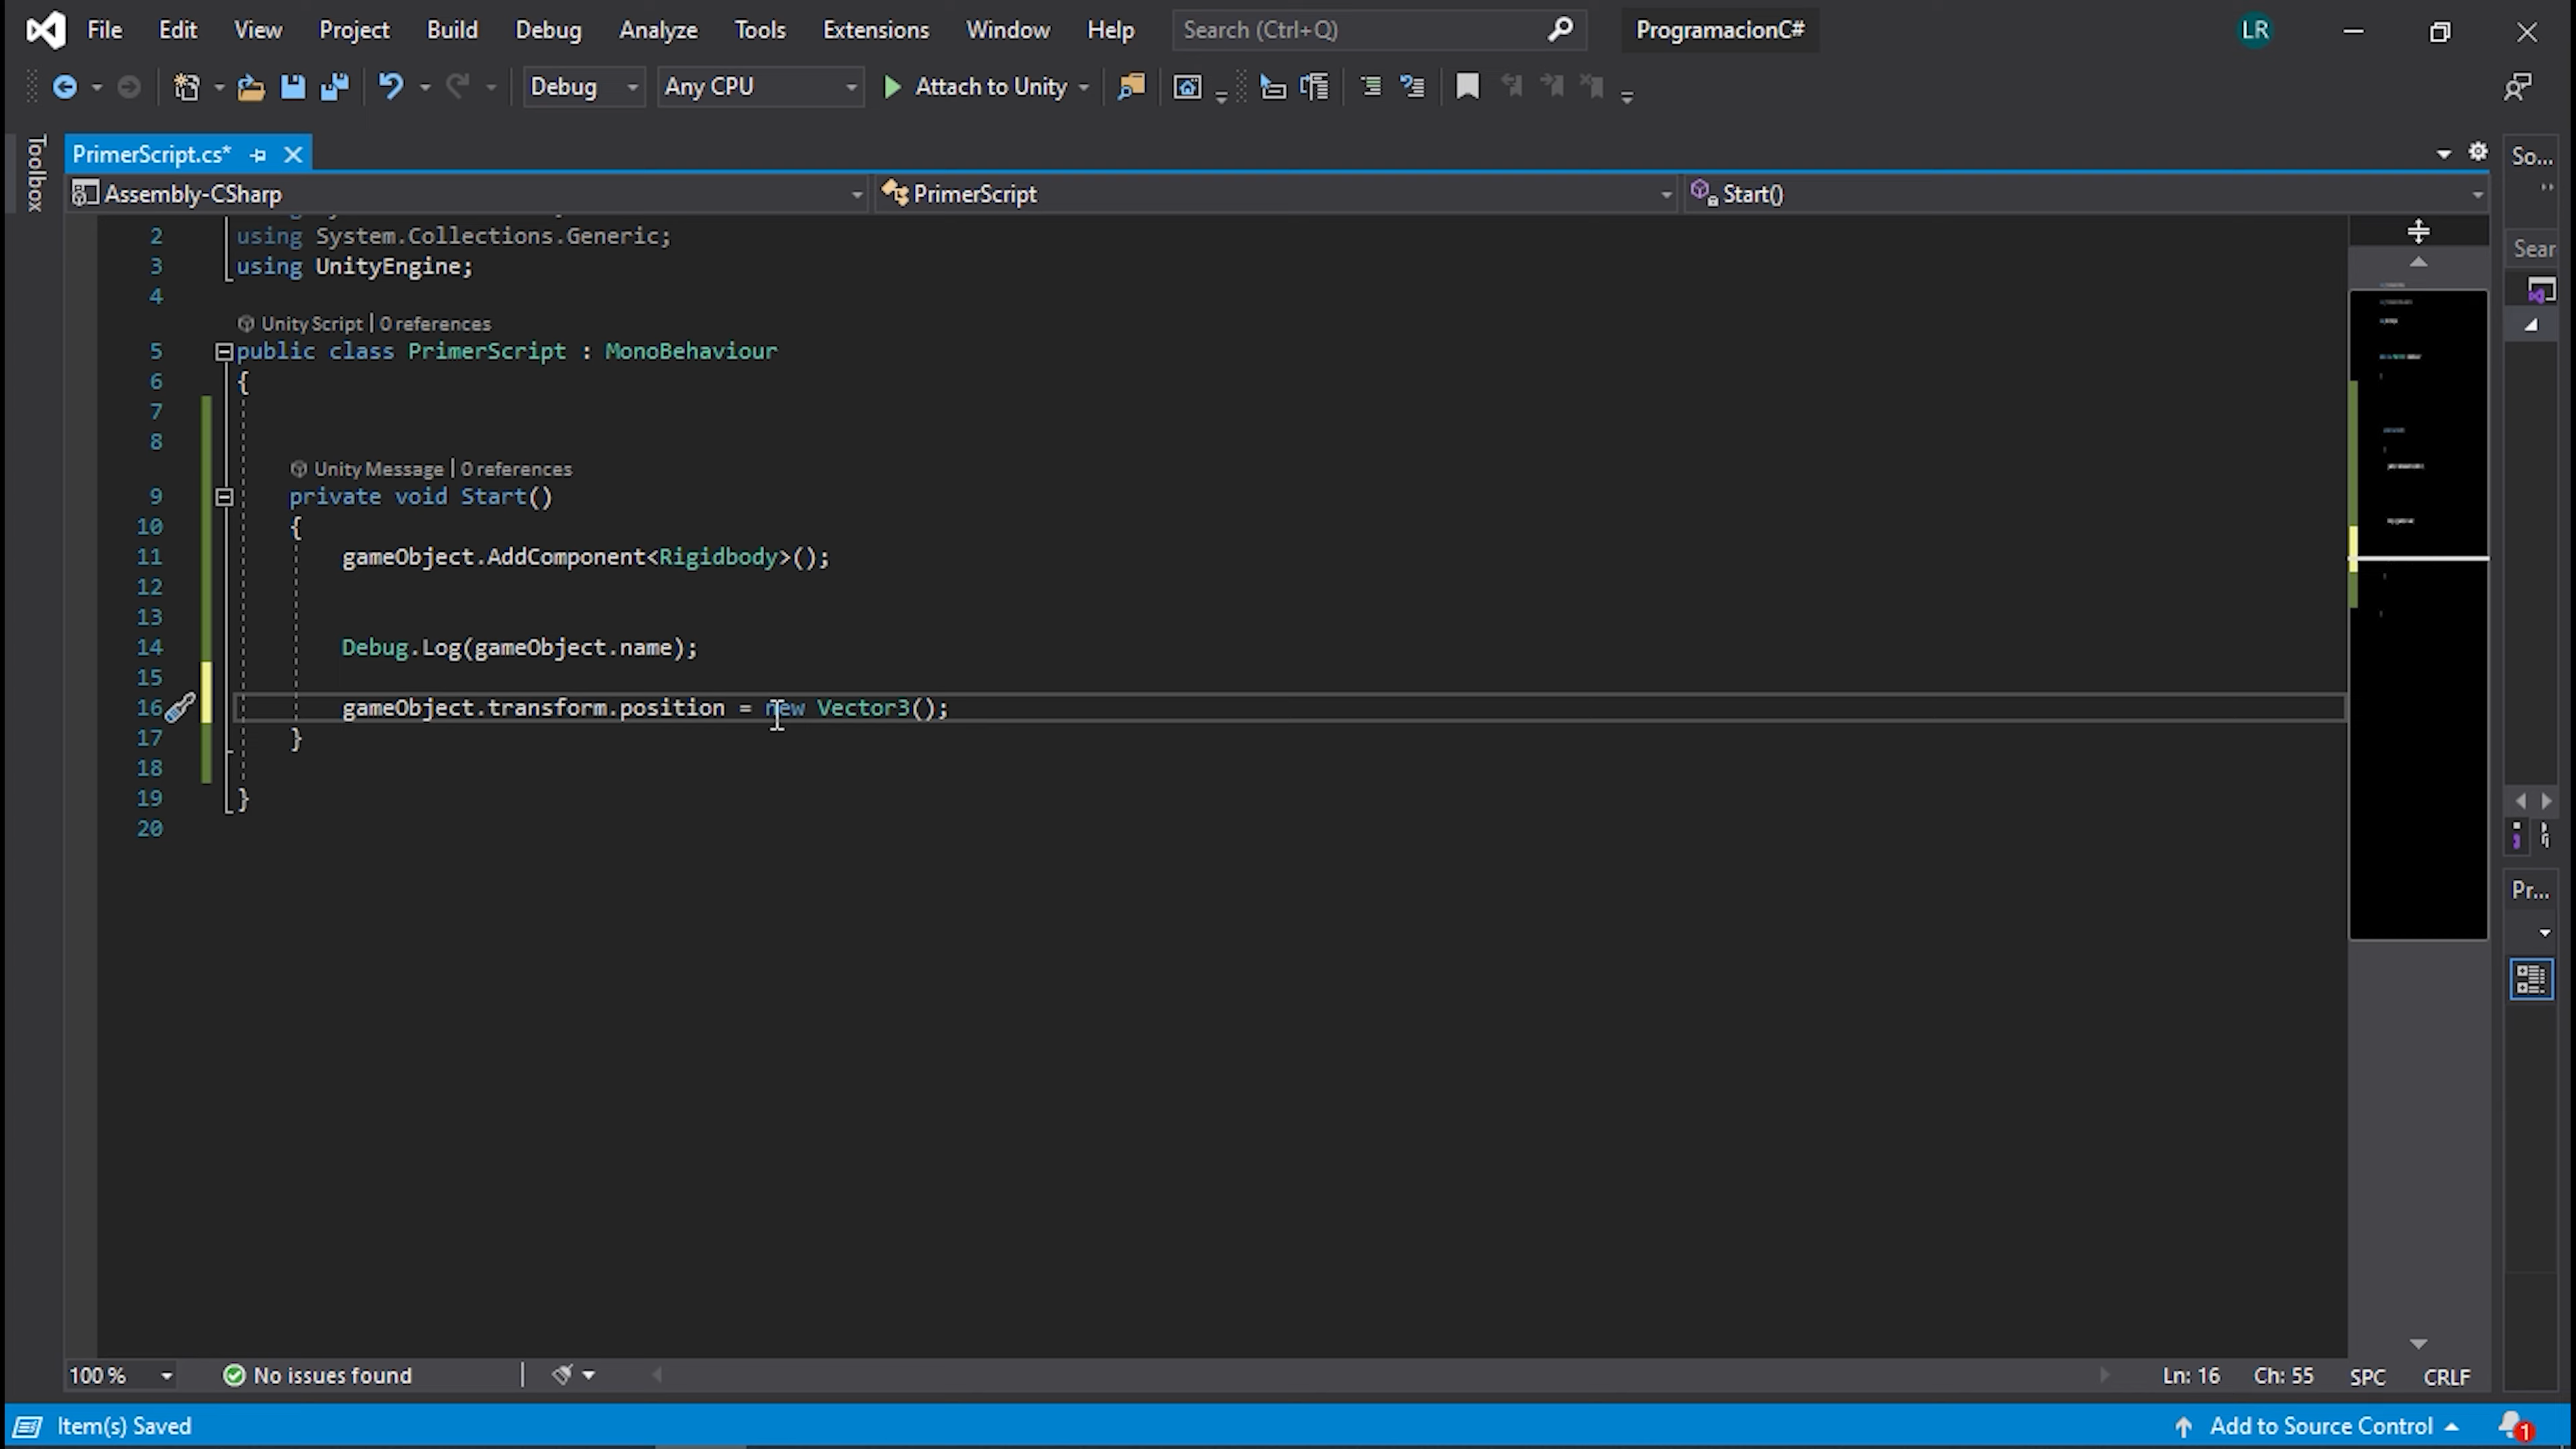 File Edit View Project Build Debug Analyze Tools Extensions Window Help Search (Ctrl+Q) ProgramacionC# LR
Debug Any CPU Attach to Unity
Toolbox
PrimerScript.cs*
So...
Assembly-CSharp PrimerScript Start()
Sear
2 using System.Collections.Generic;
3 using UnityEngine;
4
Unity Script | 0 references
5 public class PrimerScript : MonoBehaviour
6 {
7
8
Unity Message | 0 references
9 private void Start()
10 {
11 gameObject.AddComponent<Rigidbody>();
12
13
14 Debug.Log(gameObject.name);
15
16 gameObject.transform.position = new Vector3();
17 }
18
19 }
20
Pr...
100 % No issues found Ln: 16 Ch: 55 SPC CRLF
Item(s) Saved Add to Source Control 1